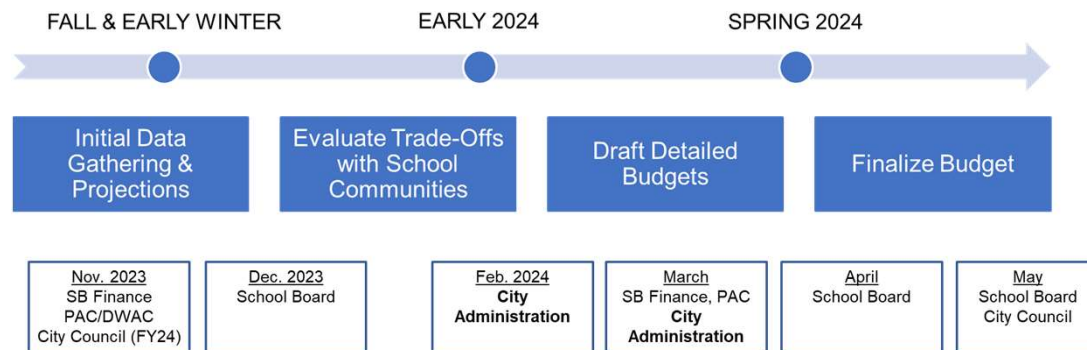 FALL & EARLY WINTER
EARLY 2024
SPRING 2024
Initial Data
Gathering &
Projections
Evaluate Trade-Offs
with School
Communities
Draft Detailed
Budgets
Finalize Budget
Nov. 2023
SB Finance
PAC/DWAC
City Council (FY24)
Dec. 2023
School Board
Feb. 2024
City
Administration
March
SB Finance, PAC
City
Administration
April
School Board
May
School Board
City Council